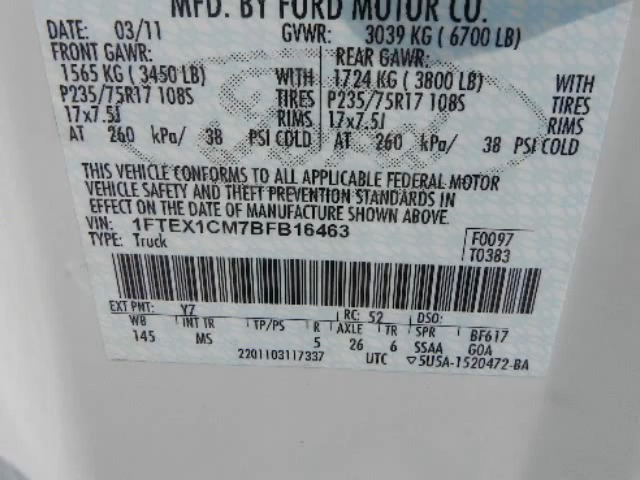 MFD. BY FORD MOTOR CO.
DATE: 03/11 GVWR: 3039 KG ( 6700 LB)
FRONT GAWR: REAR GAWR:
1565 KG ( 3450 LB) WITH 1724 KG ( 3800 LB) WITH
P235/75R17 108S TIRES P235/75R17 108S TIRES
17x7.5J RIMS 17x7.5J RIMS
AT 260 kPa/ 38 PSI COLD AT 260 kPa/ 38 PSI COLD
THIS VEHICLE CONFORMS TO ALL APPLICABLE FEDERAL MOTOR
VEHICLE SAFETY AND THEFT PREVENTION STANDARDS IN
EFFECT ON THE DATE OF MANUFACTURE SHOWN ABOVE.
VIN: 1FTEX1CM7BFB16463 F0097
TYPE: Truck T0383
EXT PNT: YZ RC: 52 DSO:
WB INT TR TP/PS R AXLE TR SPR BF617
145 MS 5 26 6 SSAA GOA
2201103117337 UTC ▽5U5A-1520472-BA